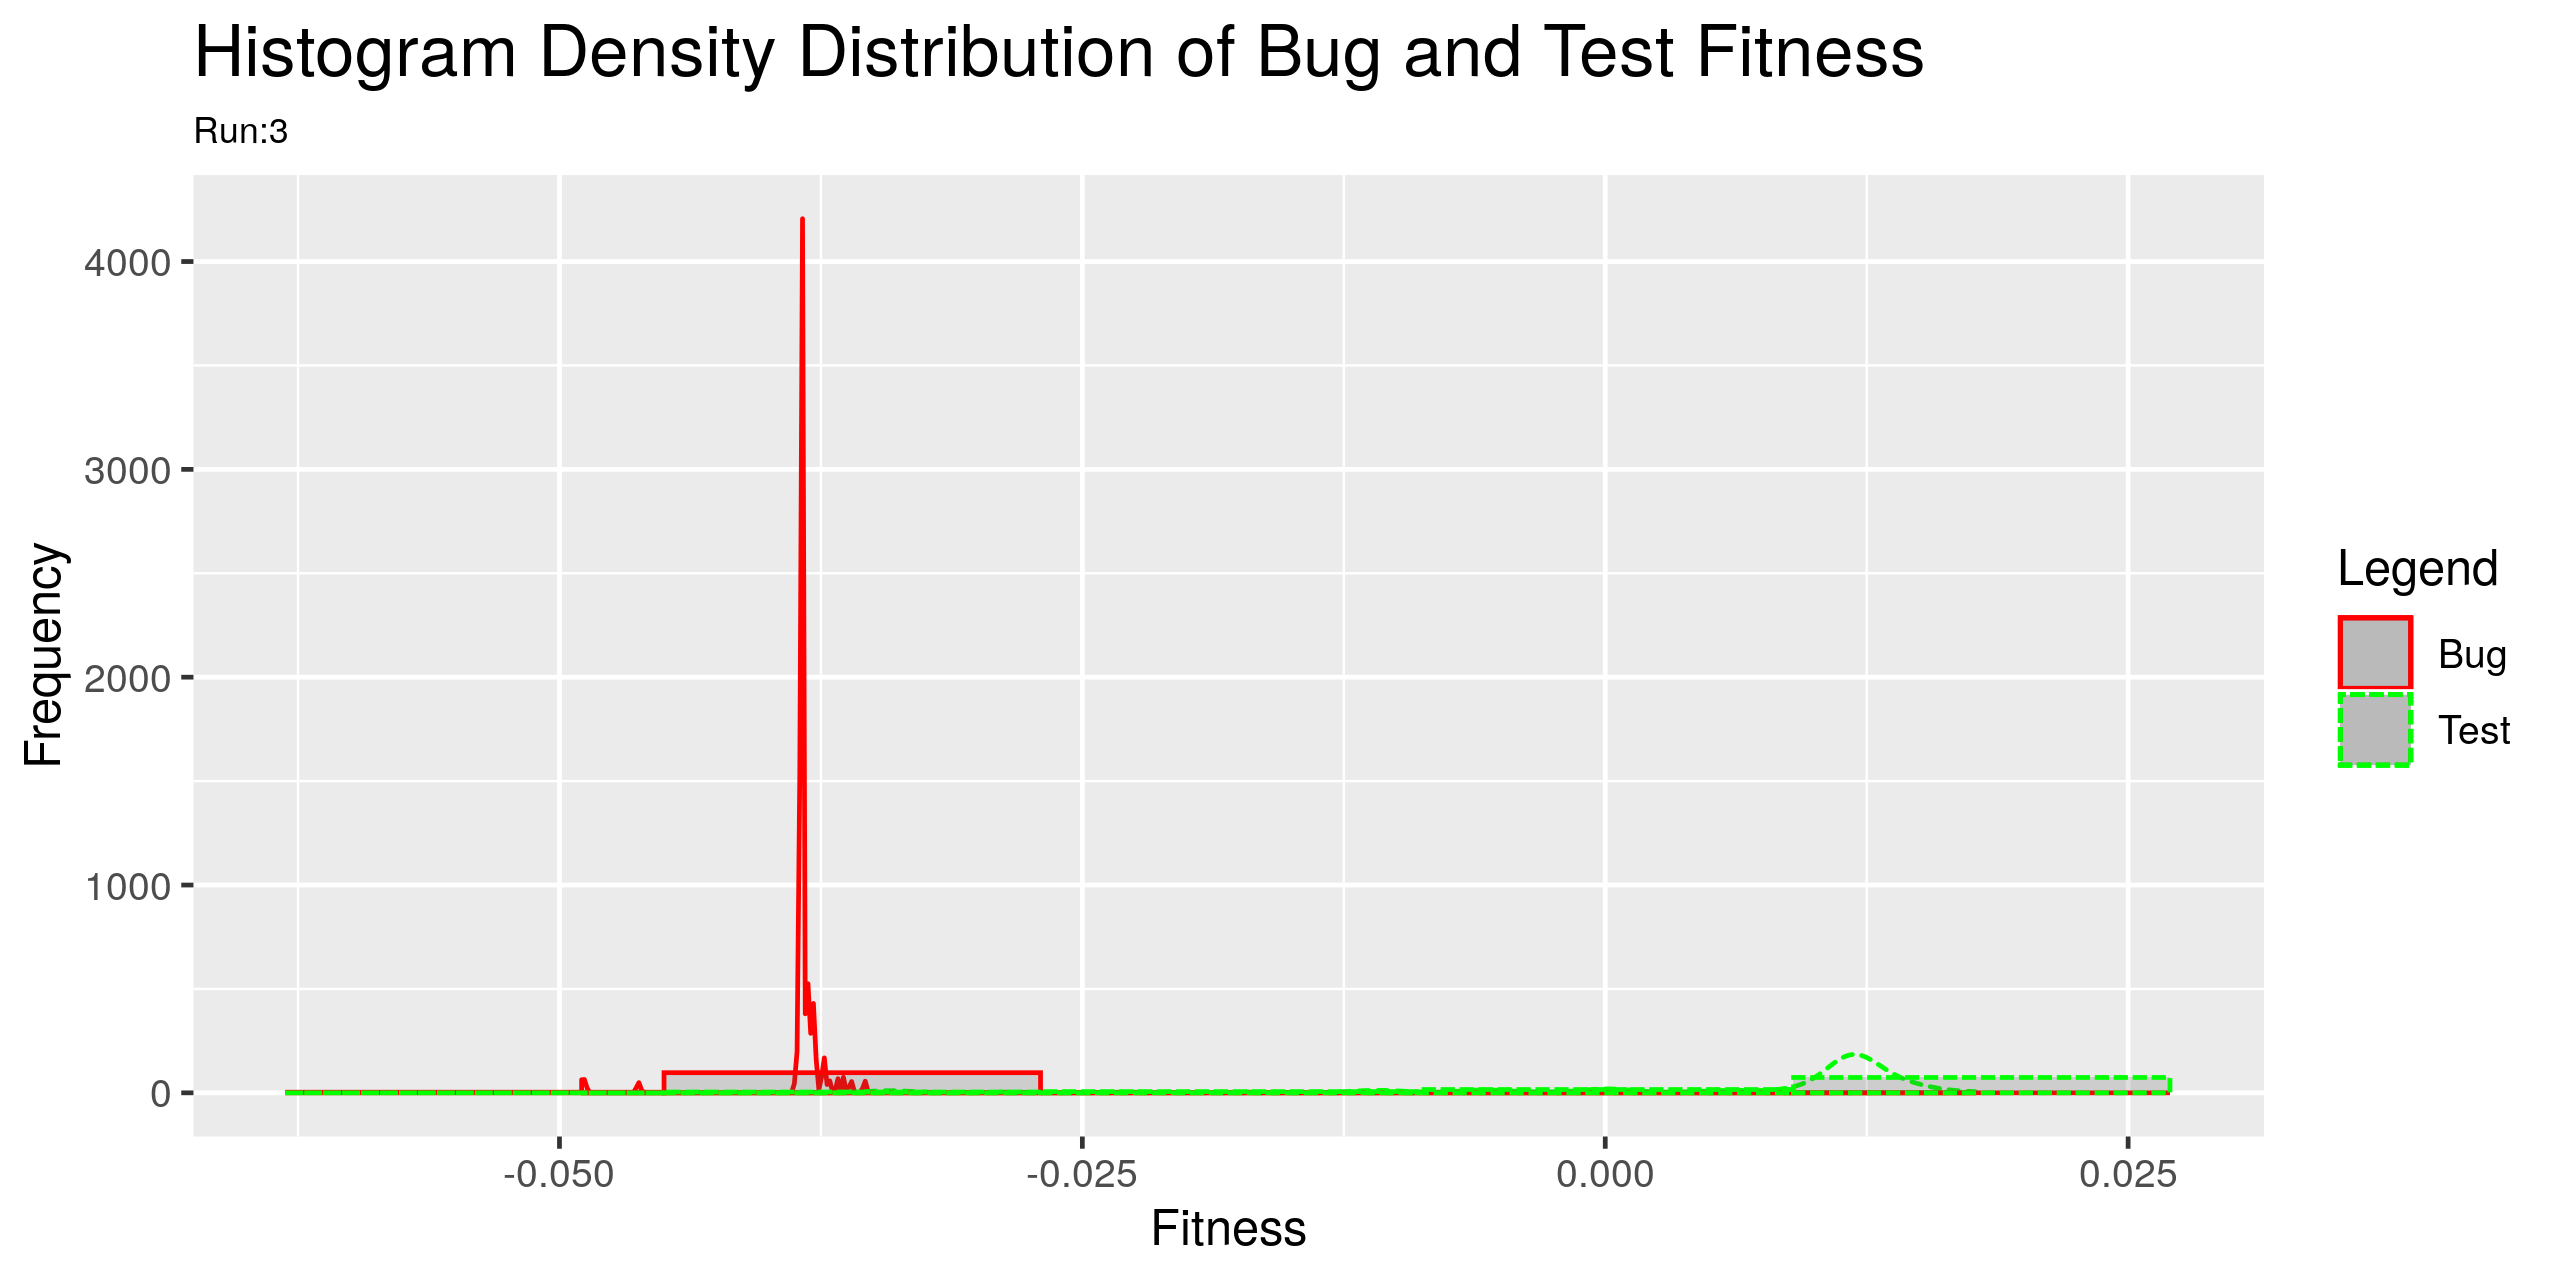 Histogram Density Distribution of Bug and Test Fitness
Run:3
4000
3000
2000
1000
0
Frequency
-0.050
-0.025
0.000
0.025
Fitness
Legend
Bug
Test